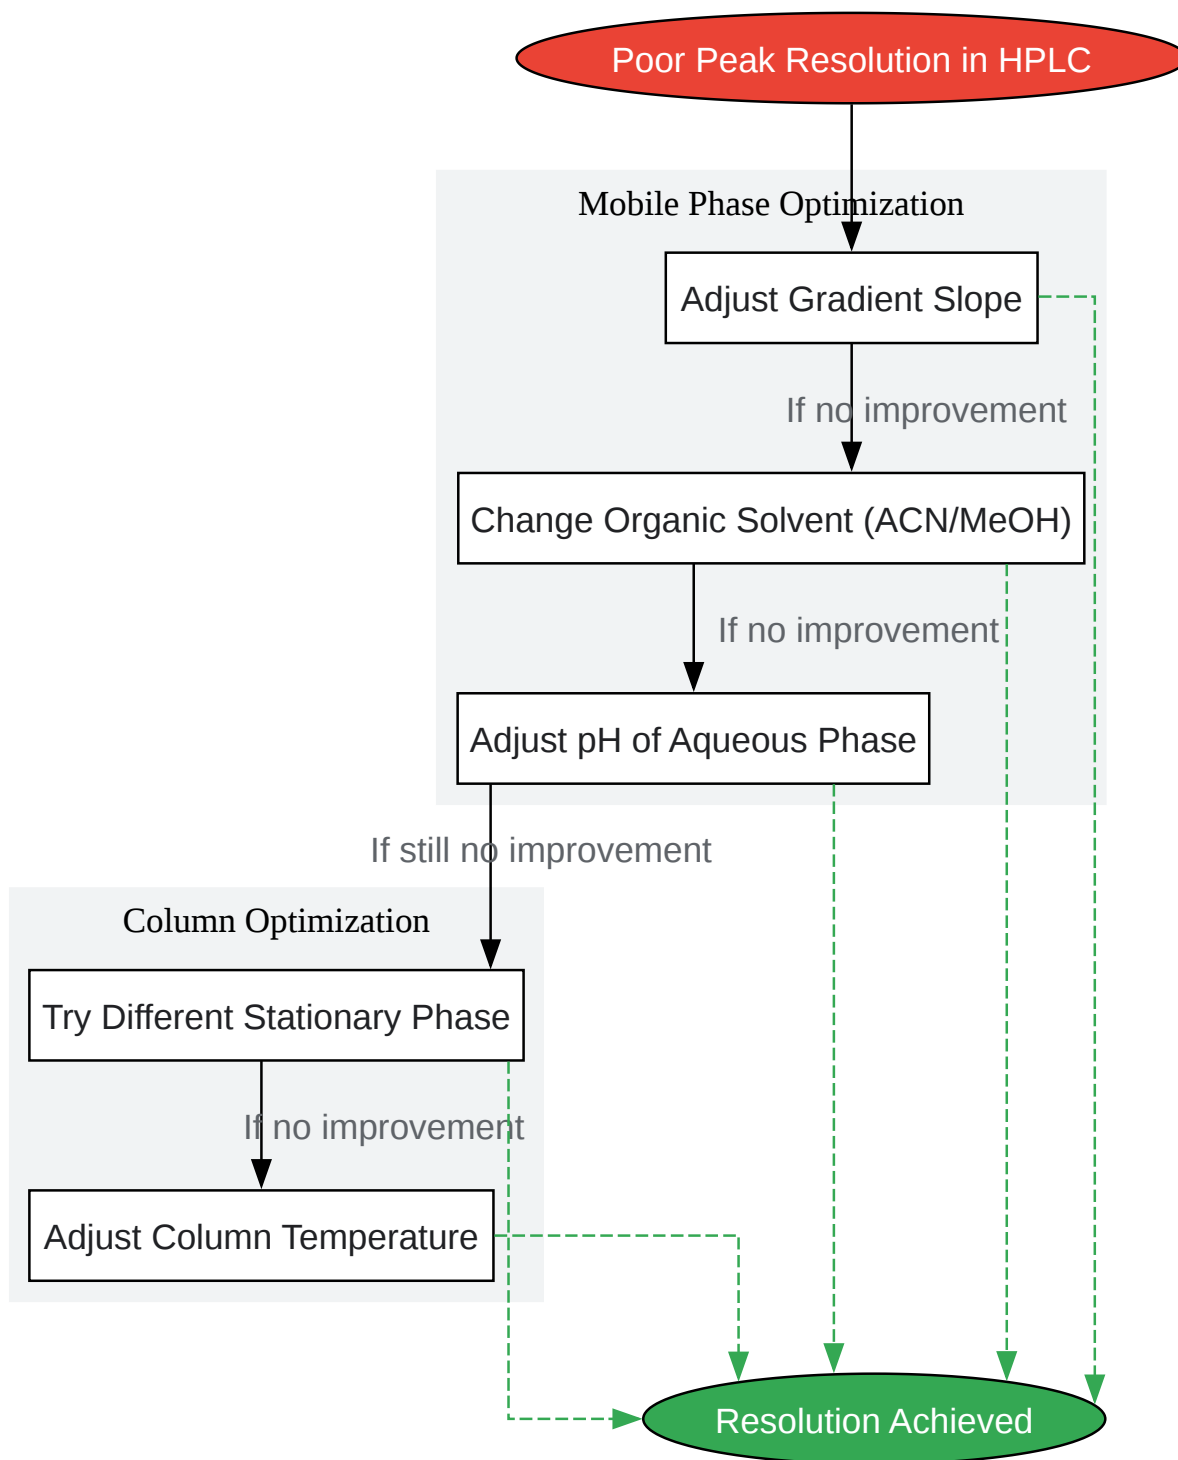 Poor Peak Resolution in HPLC
Mobile Phase Optimization
Adjust Gradient Slope
If no improvement
Change Organic Solvent (ACN/MeOH)
If no improvement
Adjust pH of Aqueous Phase
If still no improvement
Column Optimization
Try Different Stationary Phase
If no improvement
Adjust Column Temperature
Resolution Achieved